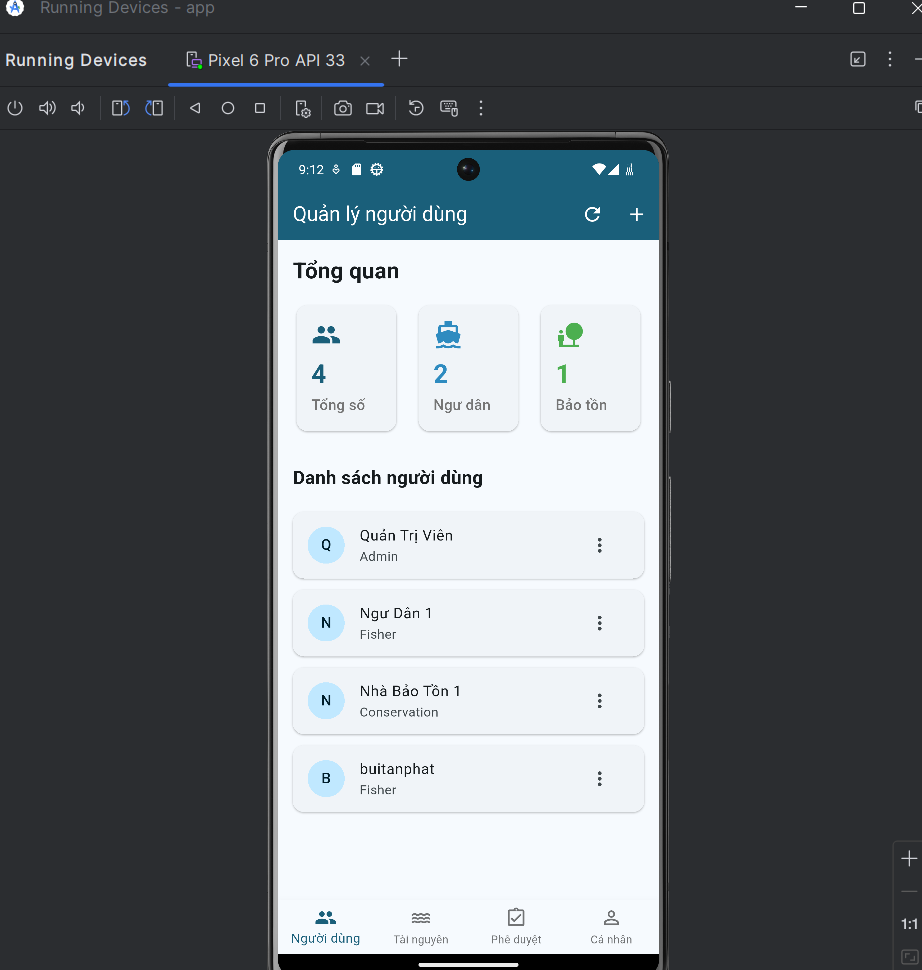 Running Devices - app
Running Devices
Pixel 6 Pro API 33
9:12
Quản lý người dùng
Tổng quan
4
2
1
Tổng số
Ngư dân
Bảo tồn
Danh sách người dùng
Q
Quản Trị Viên
Admin
N
Ngư Dân 1
Fisher
N
Nhà Bảo Tồn 1
Conservation
B
buitanphat
Fisher
Người dùng
Tài nguyên
Phê duyệt
Cá nhân
1:1